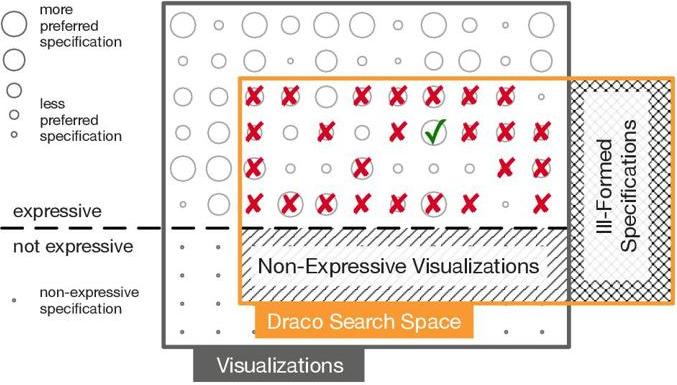 more
preferred
specification
less
preferred
specification
expressive
not expressive
non-expressive
specification
Non-Expressive Visualizations
Ill-Formed
Specifications
Draco Search Space
Visualizations